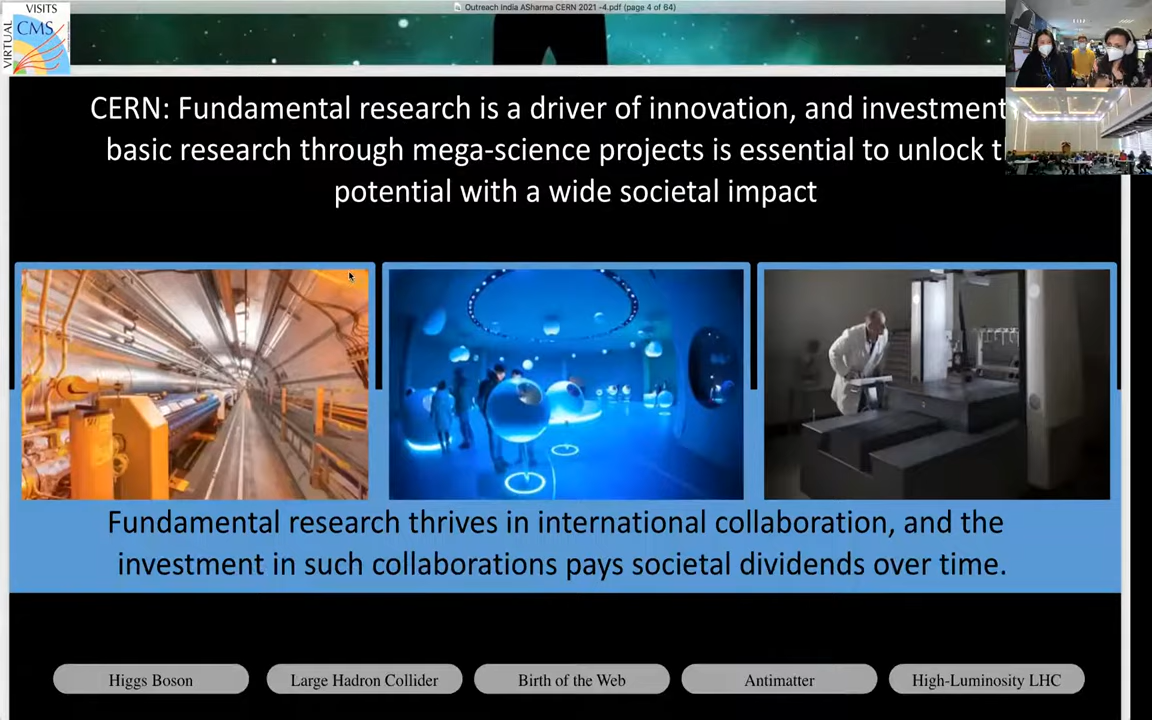 Outreach India ASharma CERN 2021 -4.pdf (page 4 of 64)
VISITS
VIRTUAL
CMS
CERN: Fundamental research is a driver of innovation, and investment
basic research through mega-science projects is essential to unlock
potential with a wide societal impact
Fundamental research thrives in international collaboration, and the
investment in such collaborations pays societal dividends over time.
Higgs Boson
Large Hadron Collider
Birth of the Web
Antimatter
High-Luminosity LHC